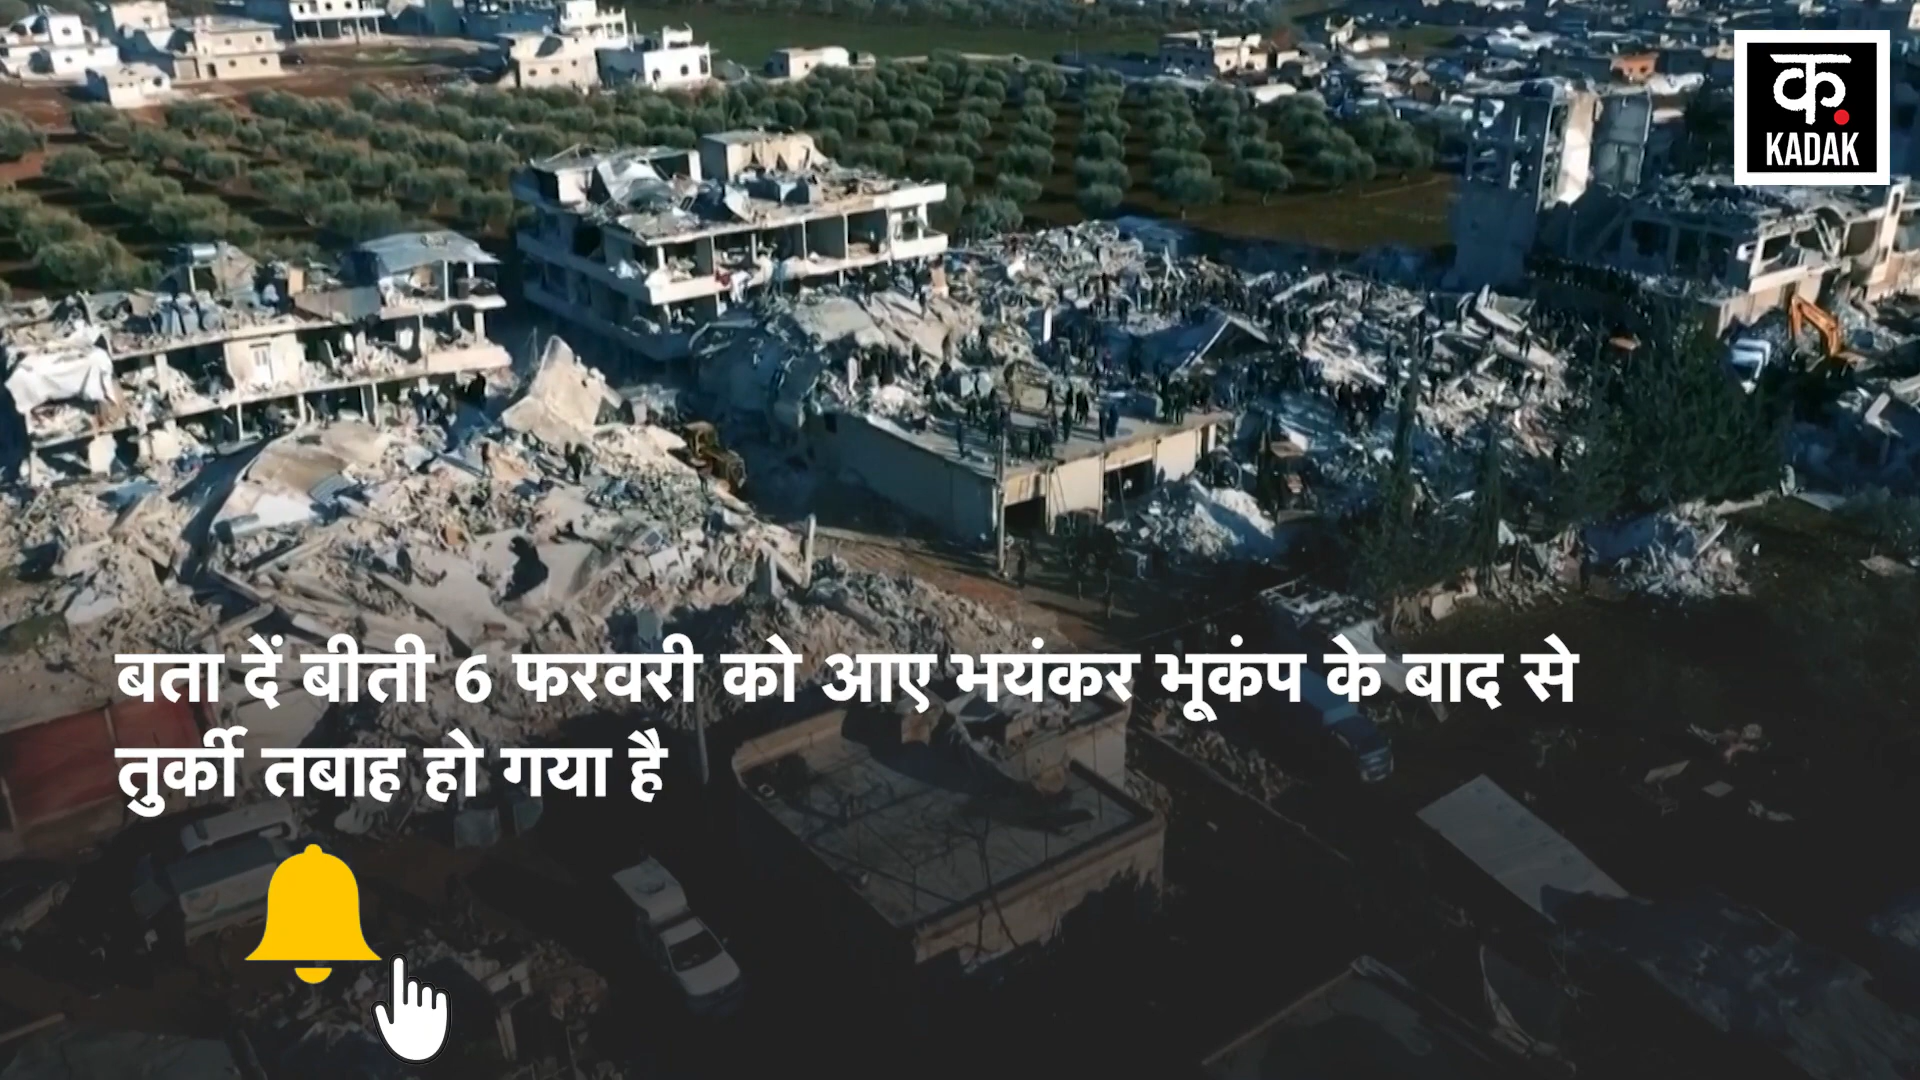 क.
KADAK
बता दें बीती 6 फरवरी को आए भयंकर भूकंप के बाद से
तुर्की तबाह हो गया है